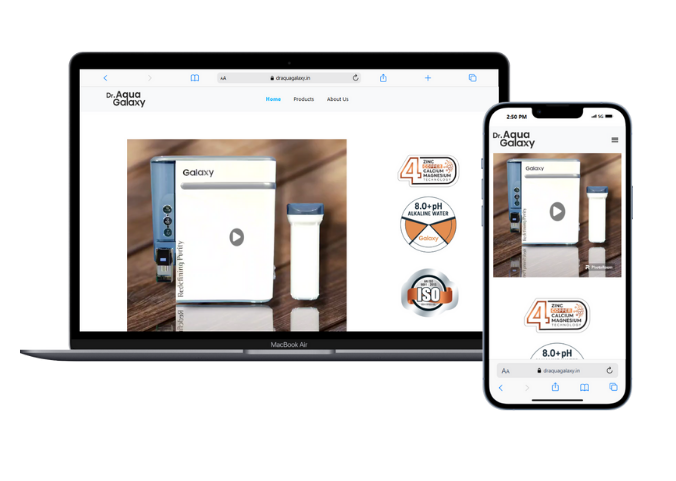 AA
draquagalaxy.in
Dr. Aqua
Galaxy
Home
Products
About Us
Galaxy
Redefining Purity
4
ZINC
COPPER
CALCIUM
MAGNESIUM
TECHNOLOGY
8.0+pH
ALKALINE WATER
Galaxy
ISO
MacBook Air
2:50 PM
5G
Dr. Aqua
Galaxy
Galaxy
Redefining Purity
4
ZINC
COPPER
CALCIUM
MAGNESIUM
TECHNOLOGY
8.0+pH
AA
draquagalaxy.in